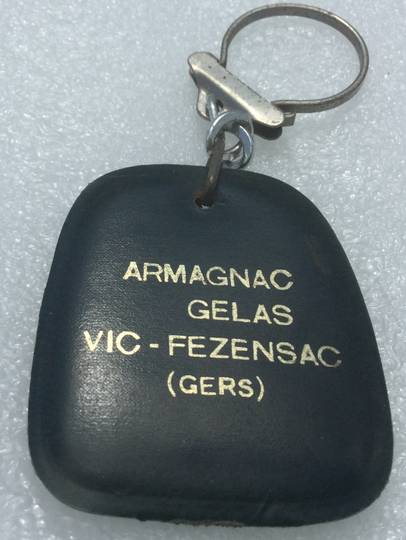 ARMAGNAC
GELAS
VIC - FEZENSAC
(GERS)